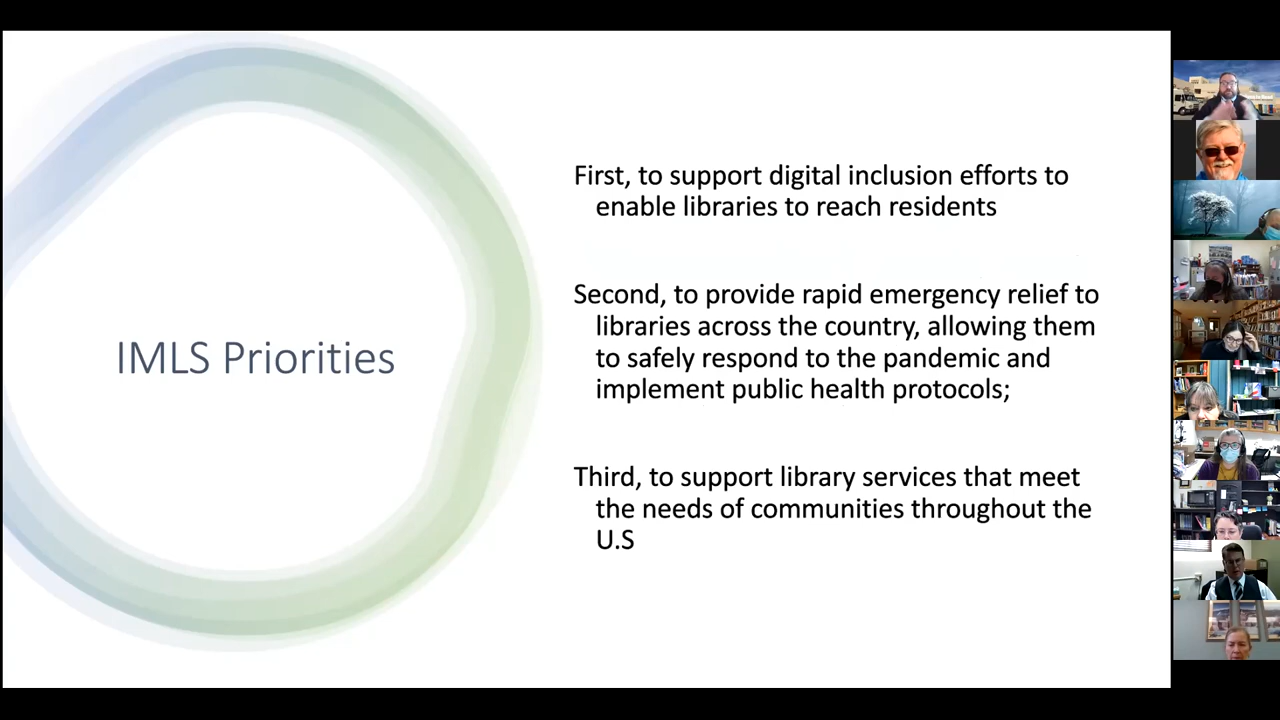 IMLS Priorities
First, to support digital inclusion efforts to
enable libraries to reach residents
Second, to provide rapid emergency relief to
libraries across the country, allowing them
to safely respond to the pandemic and
implement public health protocols;
Third, to support library services that meet
the needs of communities throughout the
U.S